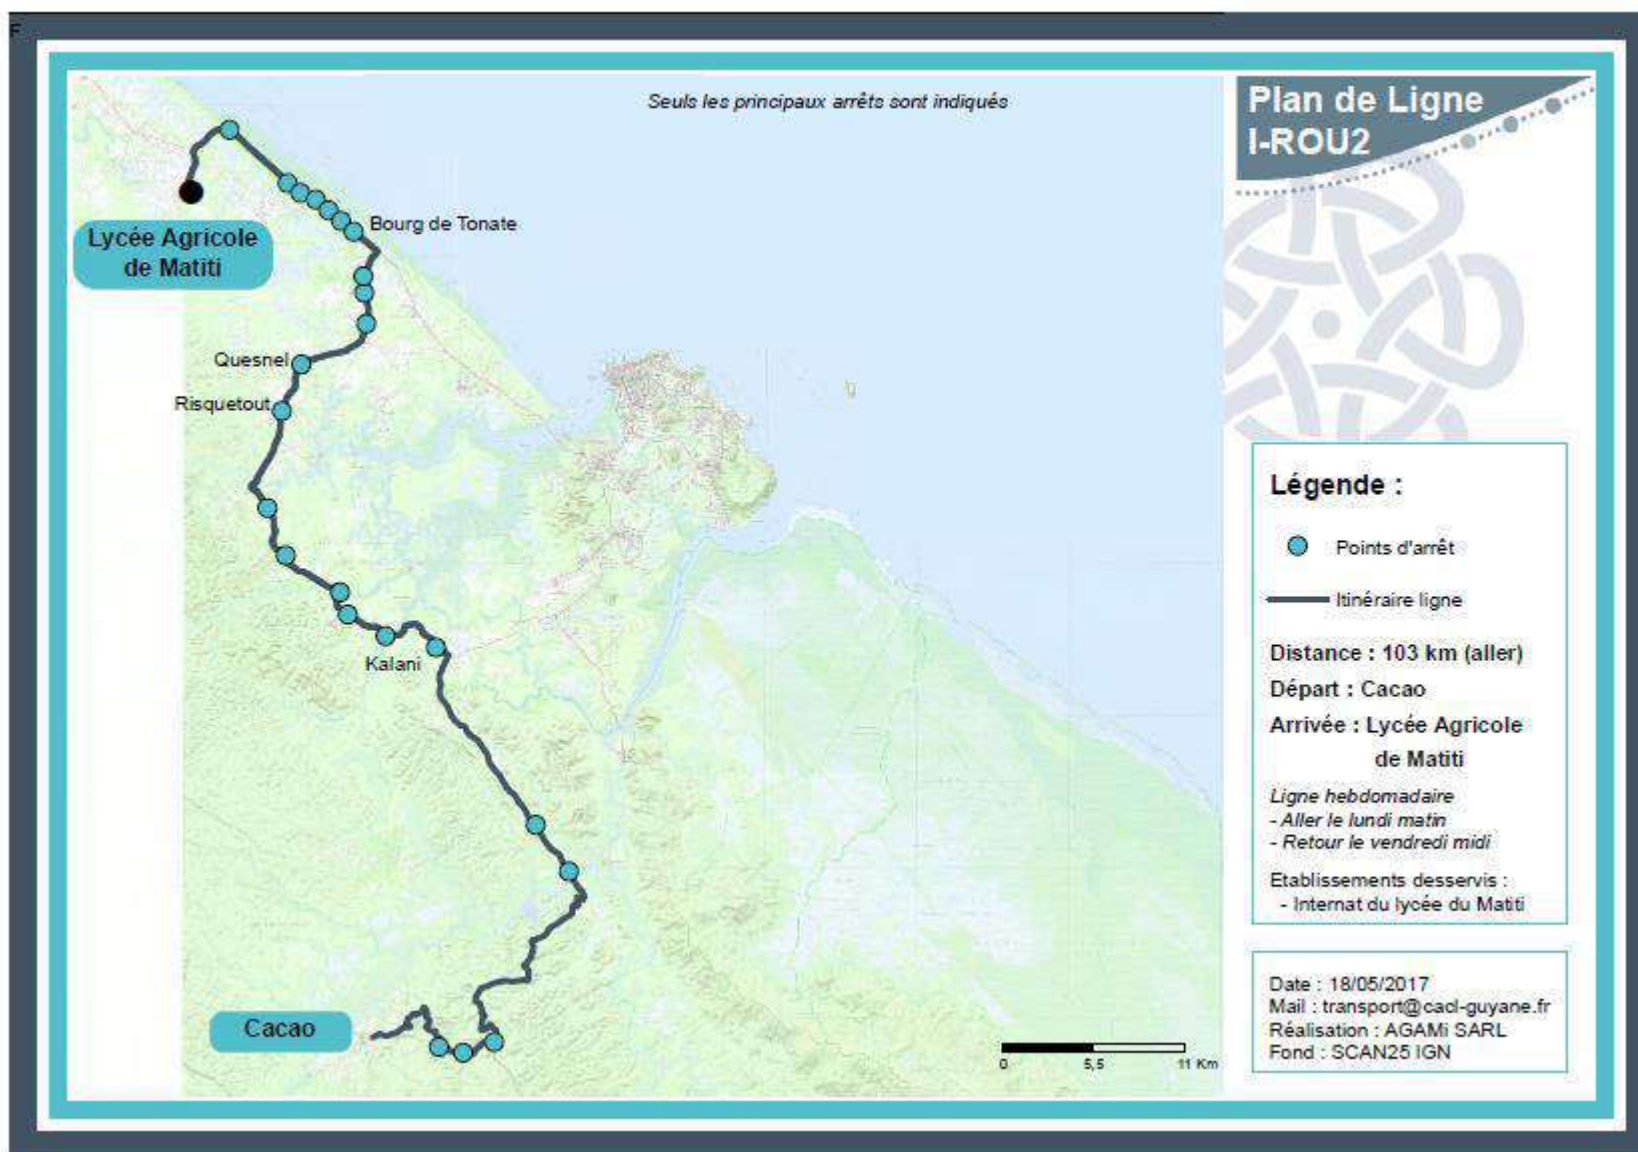 F
Seuls les principaux arrêts sont indiqués
Plan de Ligne
I-ROU2
Lycée Agricole
de Matiti
Bourg de Tonate
Quesnel
Risquetout
Kalani
Cacao
0 5,5 11 Km
Légende :
Points d'arrêt
Itinéraire ligne
Distance : 103 km (aller)
Départ : Cacao
Arrivée : Lycée Agricole
de Matiti
Ligne hebdomadaire
- Aller le lundi matin
- Retour le vendredi midi
Etablissements desservis :
- Internat du lycée du Matiti
Date : 18/05/2017
Mail : transport@cacl-guyane.fr
Réalisation : AGAMi SARL
Fond : SCAN25 IGN